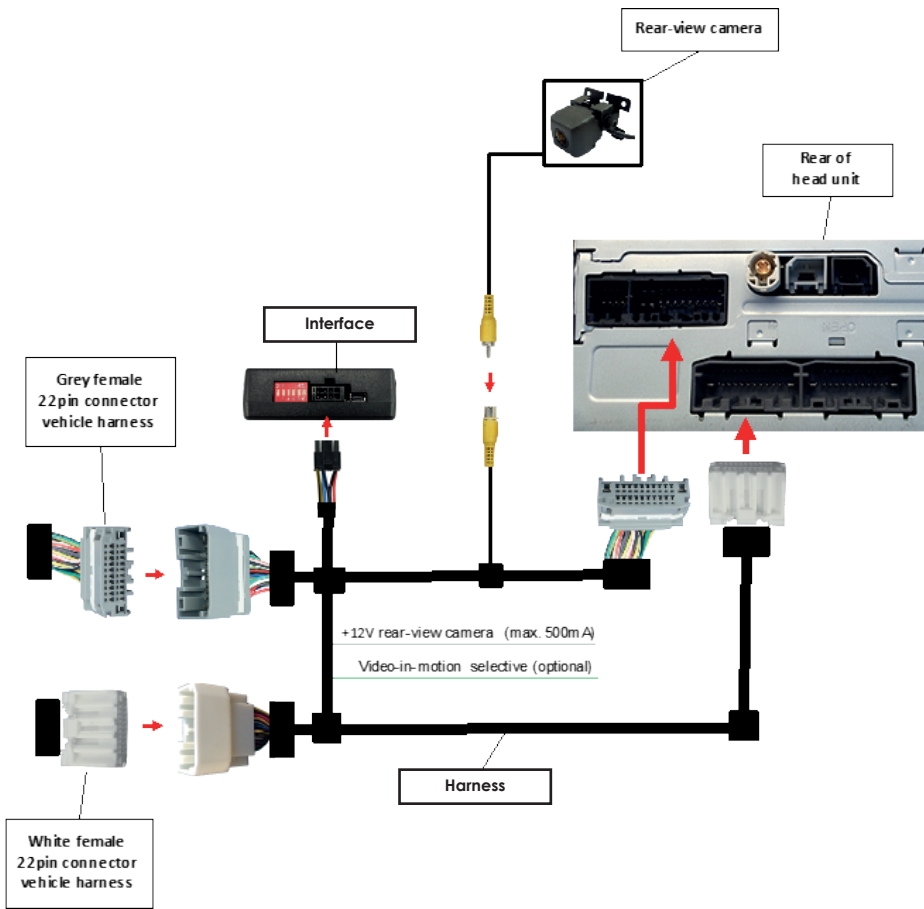 Rear-view camera
Rear of
head unit
Interface
OPEN
Grey female
22pin connector
vehicle harness
+12V rear-view camera (max. 500mA)
Video-in-motion selective (optional)
Harness
White female
22pin connector
vehicle harness